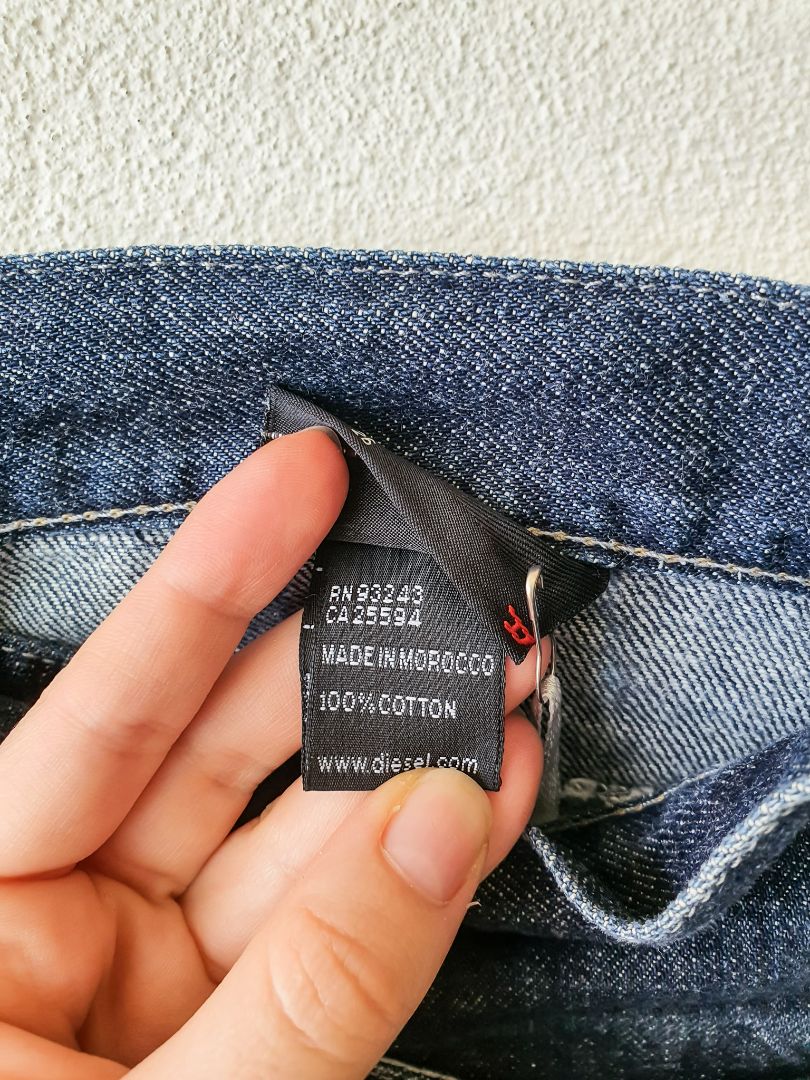 RN 93243
CA 25594
MADE IN MOROCCO
100% COTTON
www.diesel.com